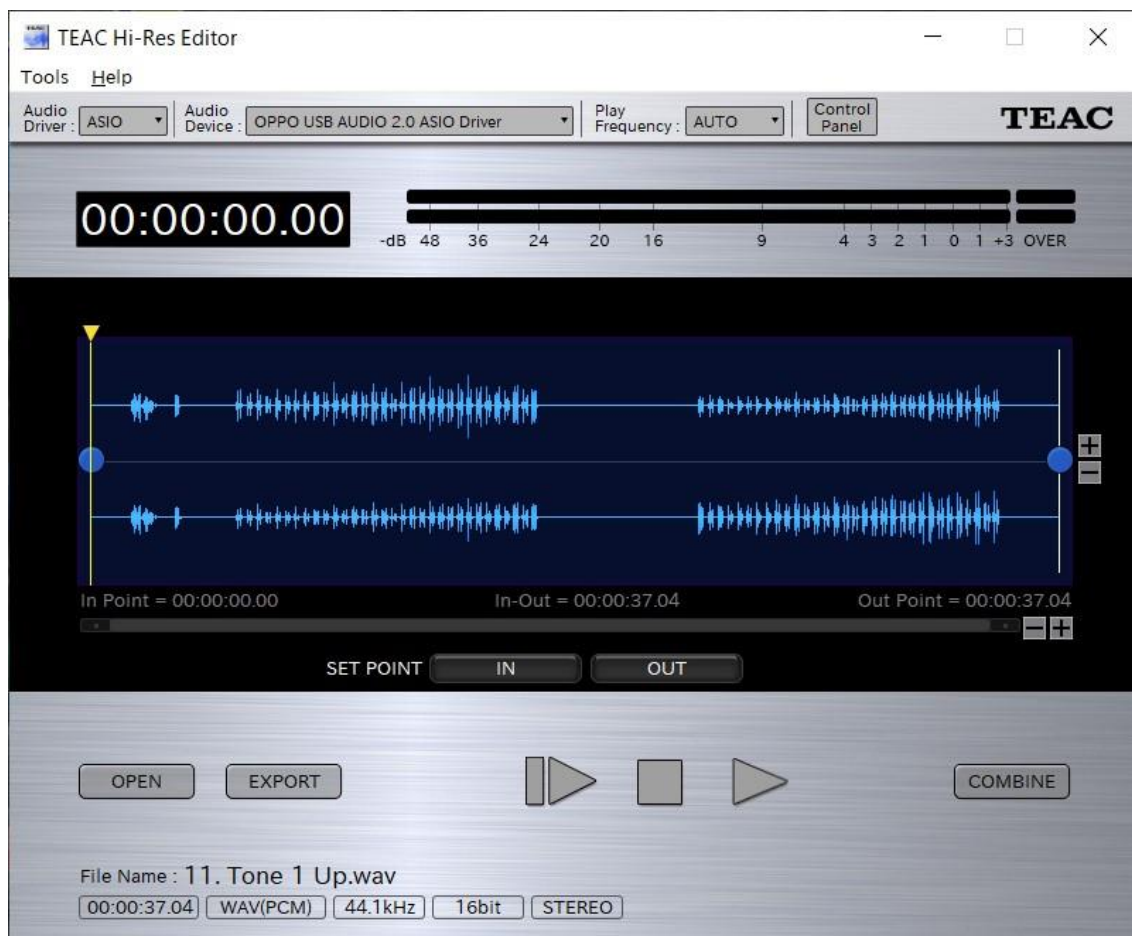 TEAC Hi-Res Editor
Tools Help
Audio Driver : ASIO
Audio Device : OPPO USB AUDIO 2.0 ASIO Driver
Play Frequency : AUTO
Control Panel
TEAC
00:00:00.00
-dB 48 36 24 20 16 9 4 3 2 1 0 1 +3 OVER
In Point = 00:00:00.00 In-Out = 00:00:37.04 Out Point = 00:00:37.04
SET POINT IN OUT
OPEN EXPORT COMBINE
File Name : 11. Tone 1 Up.wav
00:00:37.04 WAV(PCM) 44.1kHz 16bit STEREO